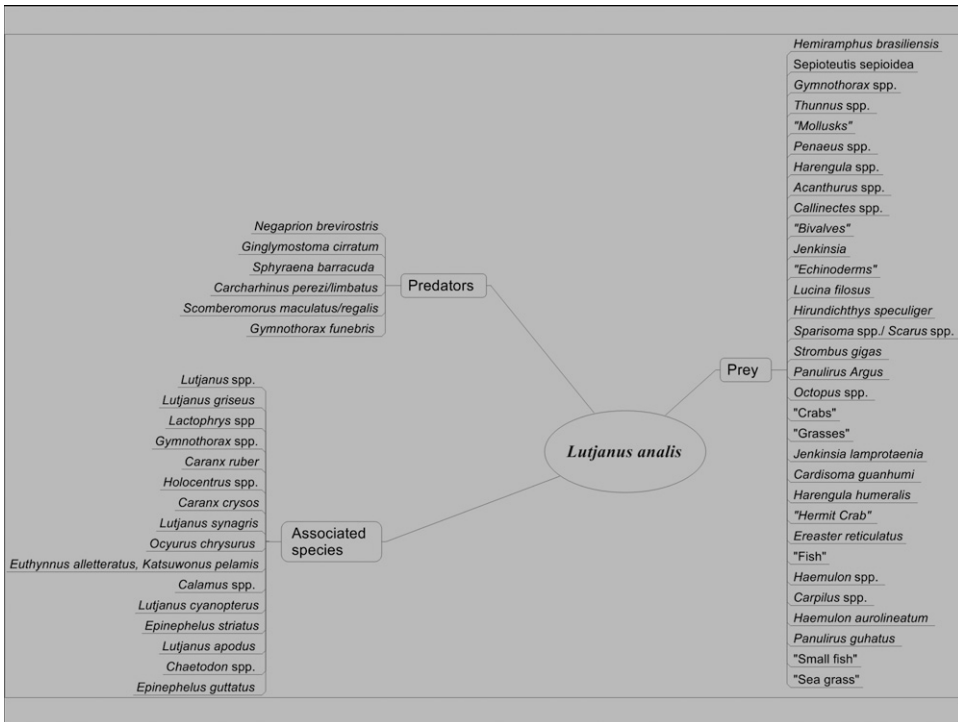 Hemiramphus brasiliensis
Sepioteutis sepioidea
Gymnothorax spp.
Thunnus spp.
"Mollusks"
Penaeus spp.
Harengula spp.
Acanthurus spp.
Callinectes spp.
"Bivalves"
Jenkinsia
"Echinoderms"
Lucina filosus
Hirundichthys speculiger
Sparisoma spp./ Scarus spp.
Strombus gigas
Panulirus Argus
Octopus spp.
"Crabs"
"Grasses"
Jenkinsia lamprotaenia
Cardisoma guanhumi
Harengula humeralis
"Hermit Crab"
Ereaster reticulatus
"Fish"
Haemulon spp.
Carpilus spp.
Haemulon aurolineatum
Panulirus guhatus
"Small fish"
"Sea grass"
Prey
Negaprion brevirostris
Ginglymostoma cirratum
Sphyraena barracuda
Carcharhinus perezi/limbatus
Scomberomorus maculatus/regalis
Gymnothorax funebris
Predators
Lutjanus analis
Lutjanus spp.
Lutjanus griseus
Lactophrys spp
Gymnothorax spp.
Caranx ruber
Holocentrus spp.
Caranx crysos
Lutjanus synagris
Ocyurus chrysurus
Euthynnus alletteratus, Katsuwonus pelamis
Calamus spp.
Lutjanus cyanopterus
Epinephelus striatus
Lutjanus apodus
Chaetodon spp.
Epinephelus guttatus
Associated
species